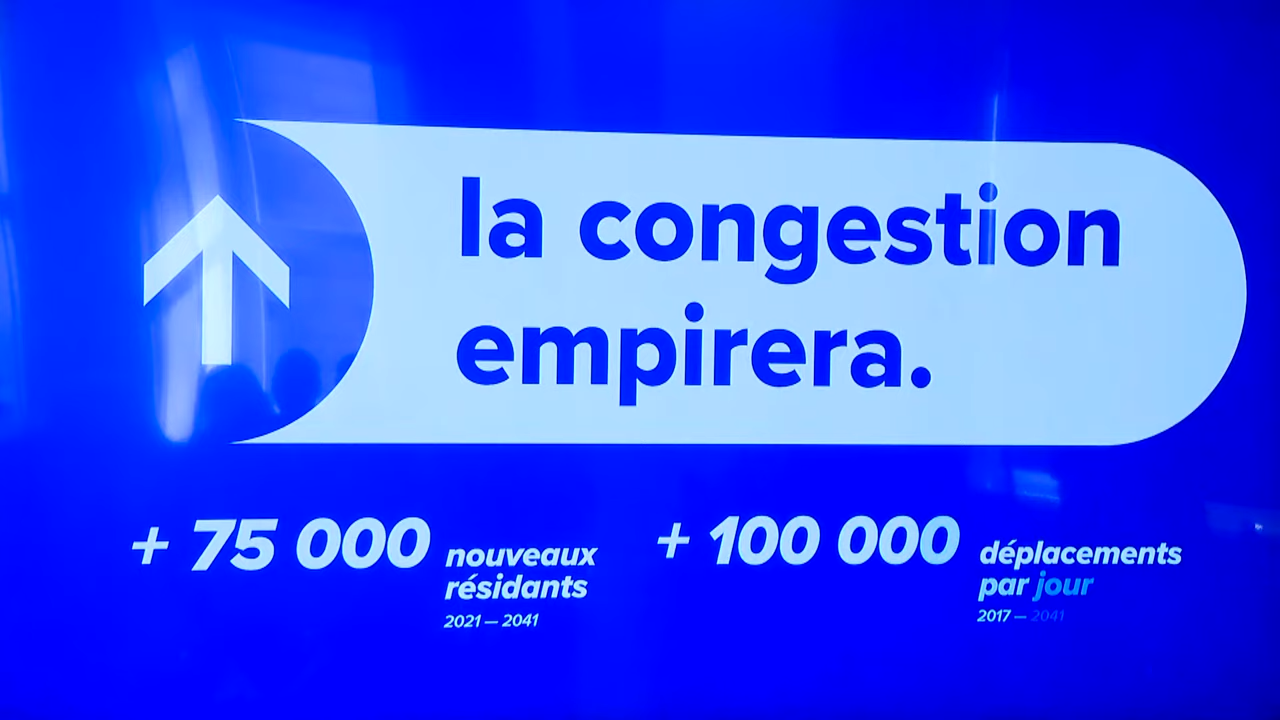 la congestion
empirera.
+ 75 000 nouveaux
résidants
2021 — 2041
+ 100 000 déplacements
par jour
2017 — 2041